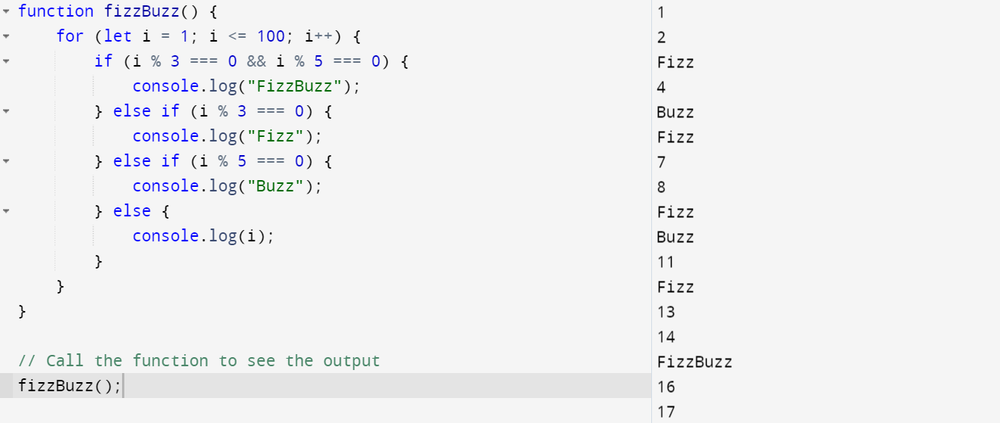 function fizzBuzz() {
    for (let i = 1; i <= 100; i++) {
        if (i % 3 === 0 && i % 5 === 0) {
            console.log("FizzBuzz");
        } else if (i % 3 === 0) {
            console.log("Fizz");
        } else if (i % 5 === 0) {
            console.log("Buzz");
        } else {
            console.log(i);
        }
    }
}

// Call the function to see the output
fizzBuzz();
1
2
Fizz
4
Buzz
Fizz
7
8
Fizz
Buzz
11
Fizz
13
14
FizzBuzz
16
17